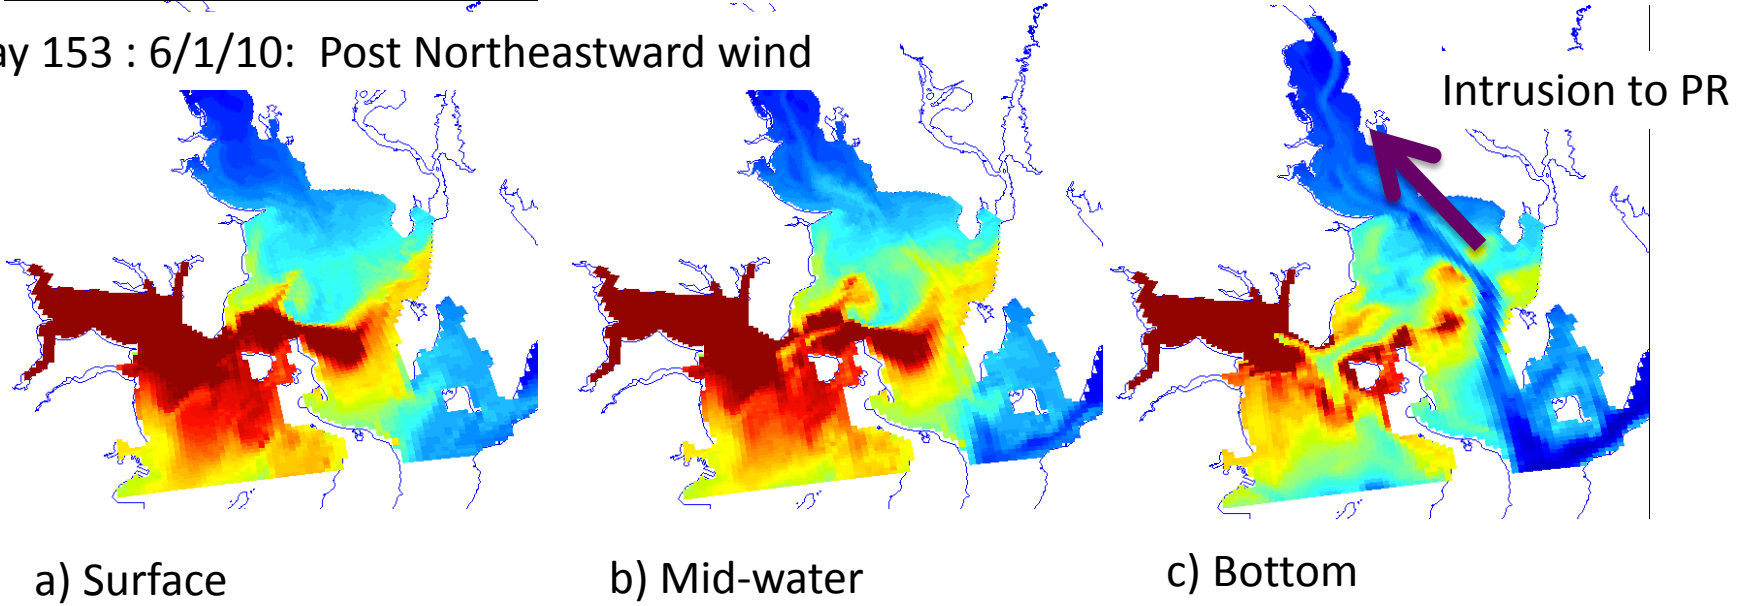 ay 153 : 6/1/10: Post Northeastward wind
Intrusion to PR
a) Surface
b) Mid-water
c) Bottom